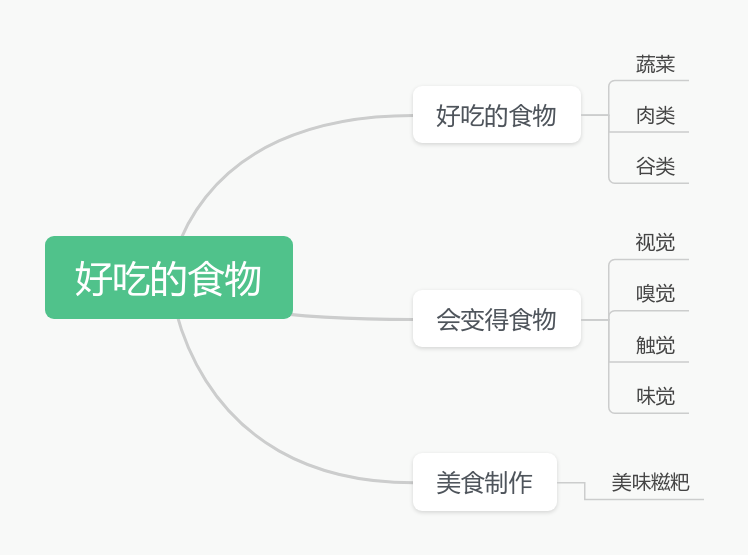 好吃的食物
好吃的食物
蔬菜
肉类
谷类
会变得食物
视觉
嗅觉
触觉
味觉
美食制作
美味糍粑